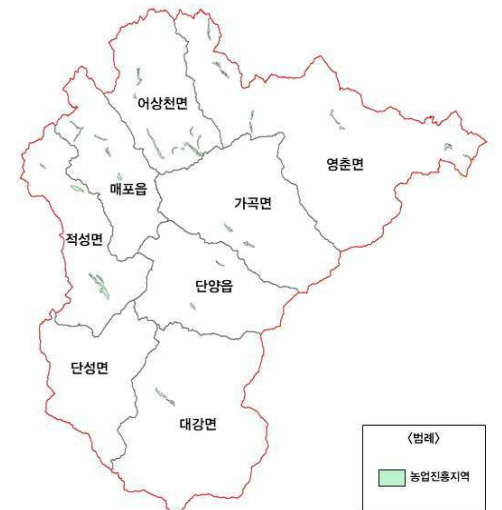 어상천면
영춘면
매포읍
가곡면
적성면
단양읍
단성면
대강면
〈범례〉
농업진흥지역